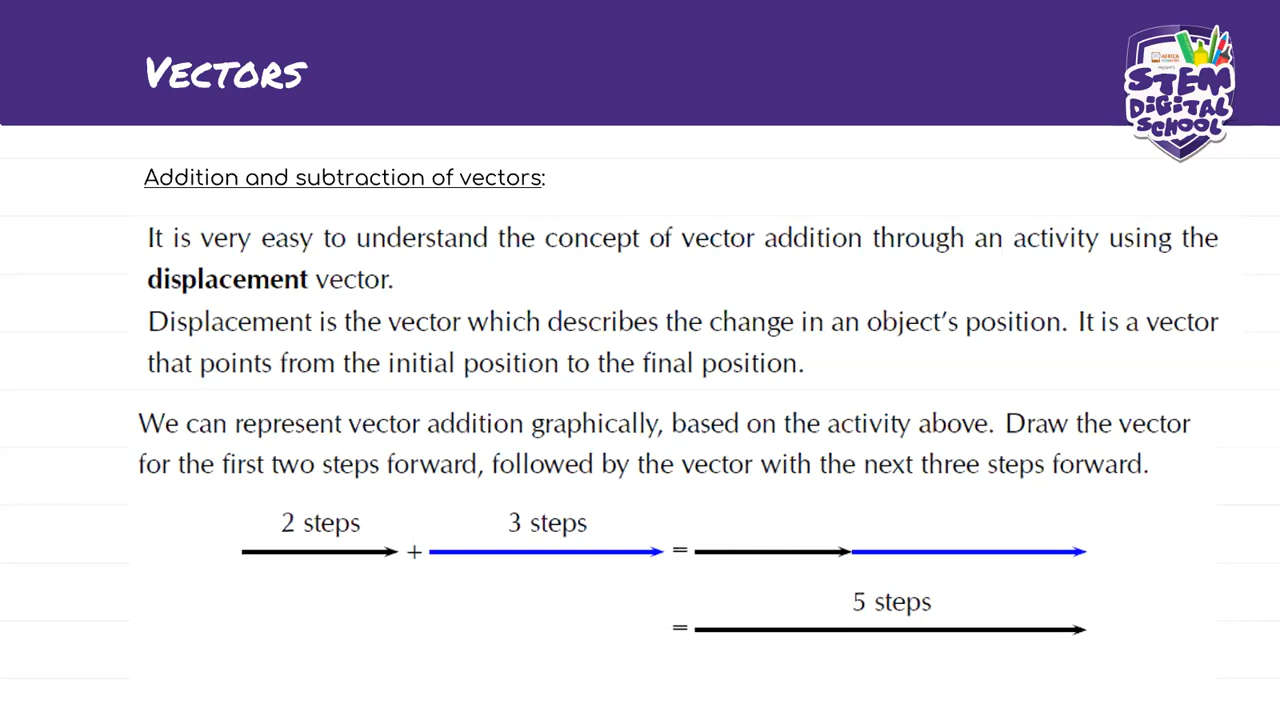 VECTORS
AFRICA
STEM
DIGITAL
SCHOOL
Addition and subtraction of vectors:
It is very easy to understand the concept of vector addition through an activity using the
displacement vector.
Displacement is the vector which describes the change in an object's position. It is a vector
that points from the initial position to the final position.
We can represent vector addition graphically, based on the activity above. Draw the vector
for the first two steps forward, followed by the vector with the next three steps forward.
2 steps 3 steps
+ =
5 steps
=